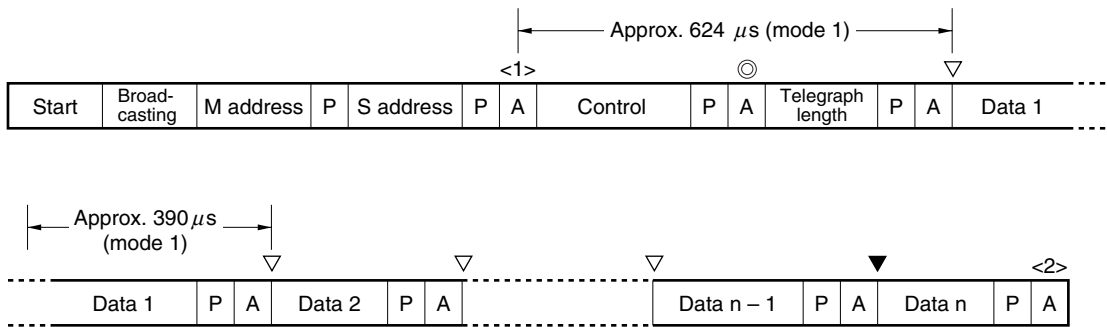 Approx. 624 μs (mode 1)
<1> ◎ ▽
Start Broad-casting M address P S address P A Control P A Telegraph length P A Data 1
Approx. 390 μs
(mode 1)
▽ ▽ ▽ ▼ <2>
Data 1 P A Data 2 P A Data n – 1 P A Data n P A